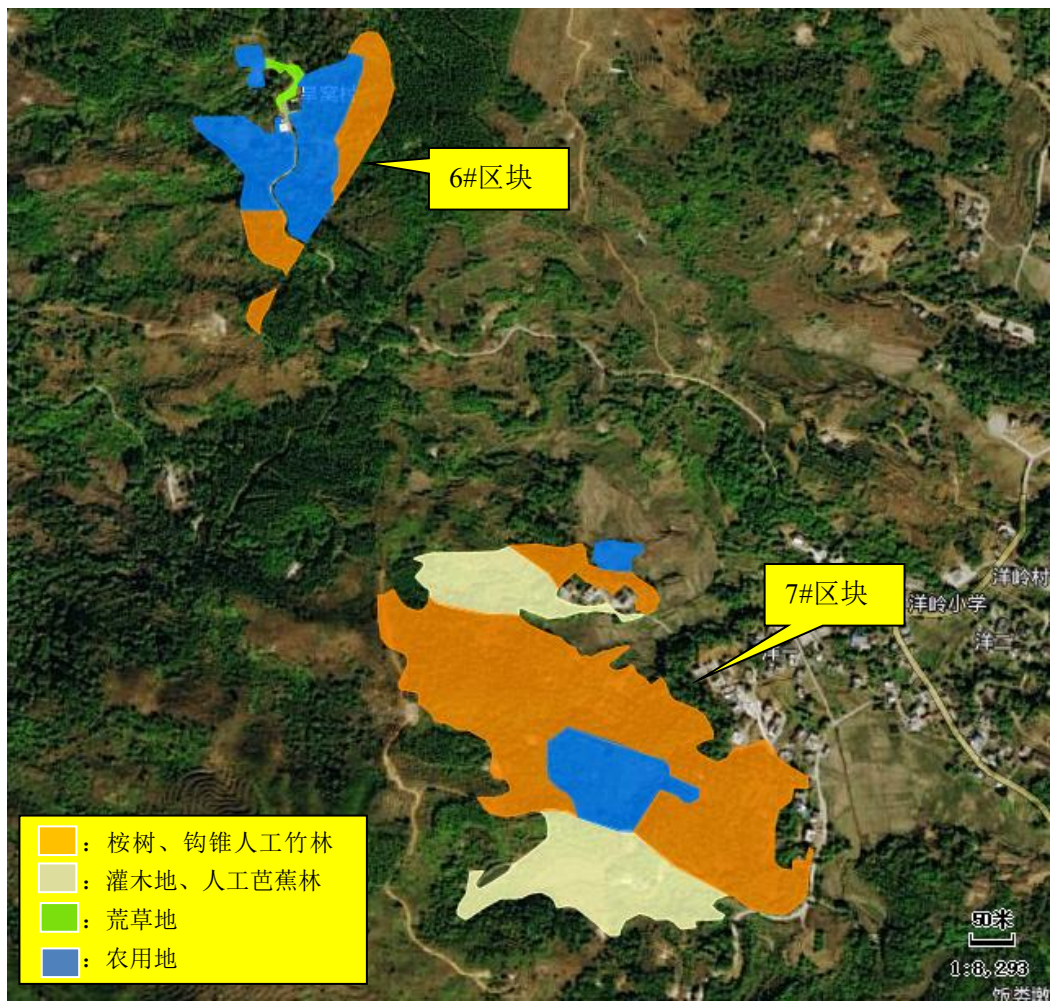 6#区块
7#区块
洋岭村
洋岭小学
洋二
：桉树、钩锥人工竹林
：灌木地、人工芭蕉林
：荒草地
：农用地
50米
1:8,293